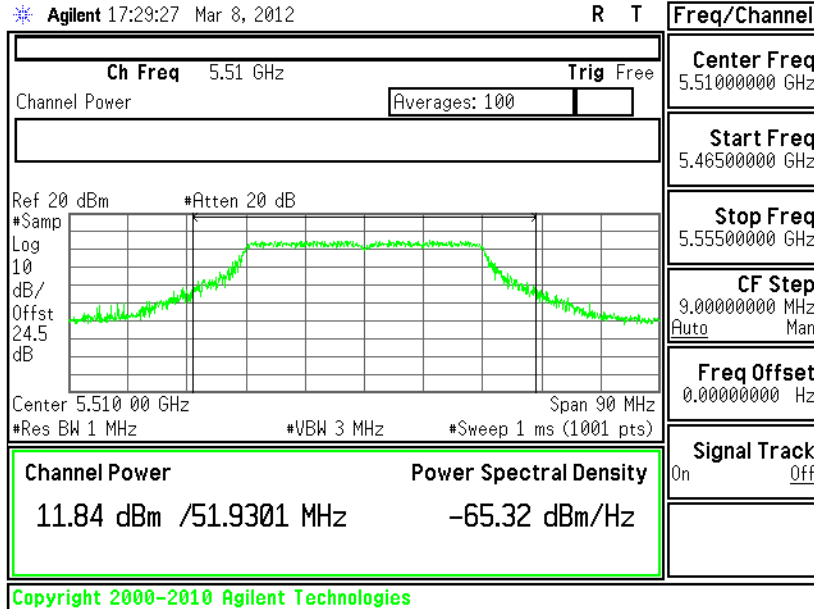 Agilent 17:29:27 Mar 8, 2012 R T
Ch Freq 5.51 GHz Trig Free
Channel Power Averages: 100
Ref 20 dBm #Atten 20 dB
#Samp
Log
10
dB/
Offst
24.5
dB
Center 5.510 00 GHz Span 90 MHz
#Res BW 1 MHz #VBW 3 MHz #Sweep 1 ms (1001 pts)
Channel Power Power Spectral Density
11.84 dBm /51.9301 MHz -65.32 dBm/Hz
Copyright 2000-2010 Agilent Technologies
Freq/Channel
Center Freq
5.51000000 GHz
Start Freq
5.46500000 GHz
Stop Freq
5.55500000 GHz
CF Step
9.00000000 MHz
Auto Man
Freq Offset
0.00000000 Hz
Signal Track
On Off